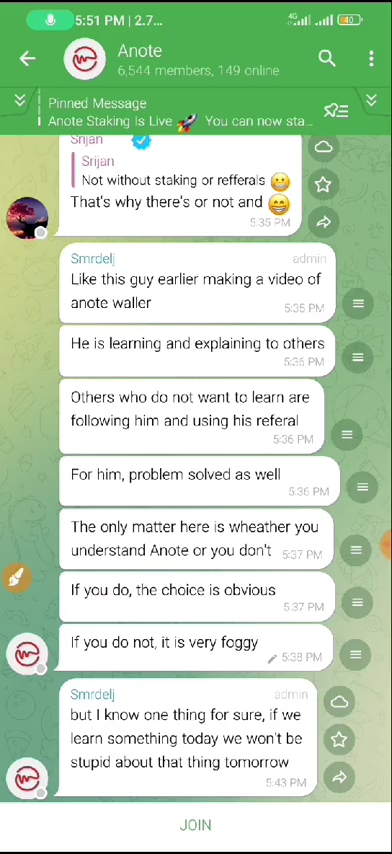 5:51 PM | 2.7...
4G
40
Anote
6,544 members, 149 online
Pinned Message
Anote Staking Is Live 🚀 You can now sta...
Srijan
Srijan
Not without staking or refferals 😬
That's why there's or not and 😁
5:35 PM
Smrdelj admin
Like this guy earlier making a video of
anote waller
5:35 PM
He is learning and explaining to others
5:36 PM
Others who do not want to learn are
following him and using his referal
5:36 PM
For him, problem solved as well
5:36 PM
The only matter here is wheather you
understand Anote or you don't 5:37 PM
If you do, the choice is obvious
5:37 PM
If you do not, it is very foggy
5:38 PM
Smrdelj admin
but I know one thing for sure, if we
learn something today we won't be
stupid about that thing tomorrow
5:43 PM
JOIN